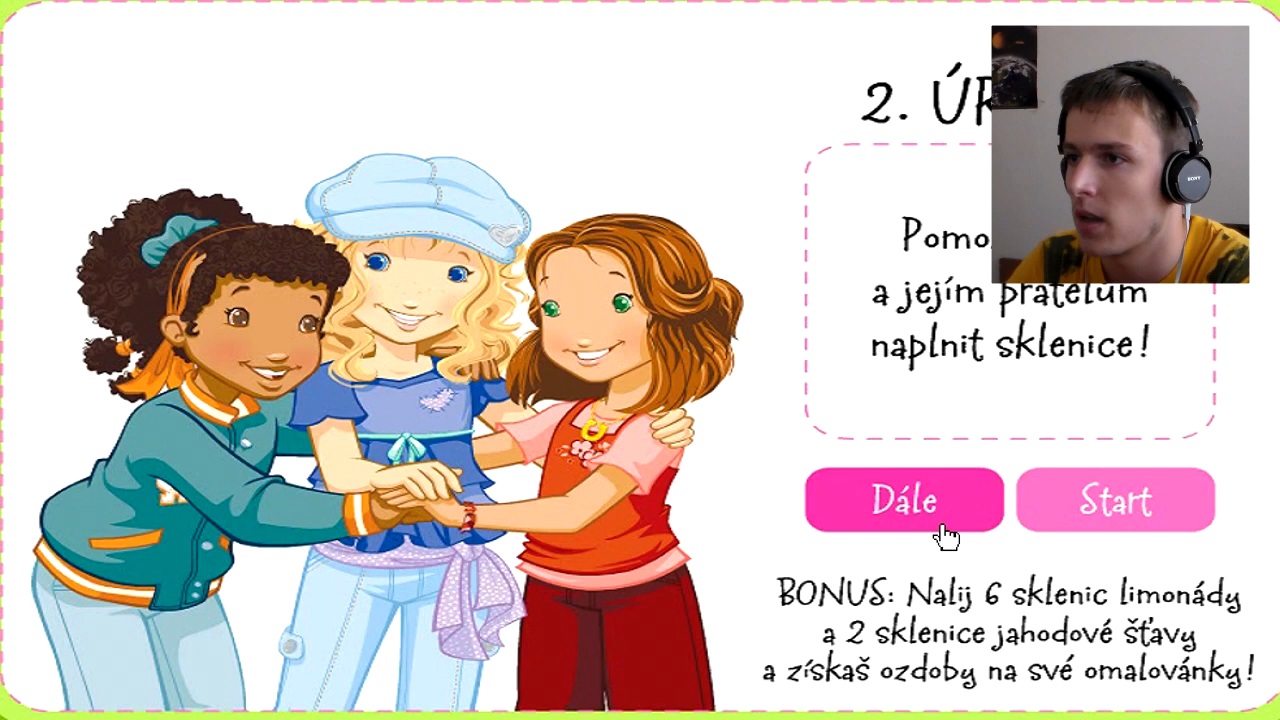 2. ÚR
Pomo
a jejím přátelům
naplnit sklenice!
Dále
Start
BONUS: Nalij 6 sklenic limonády
a 2 sklenice jahodové šťávy
a získáš ozdoby na své omalovánky!
SONY